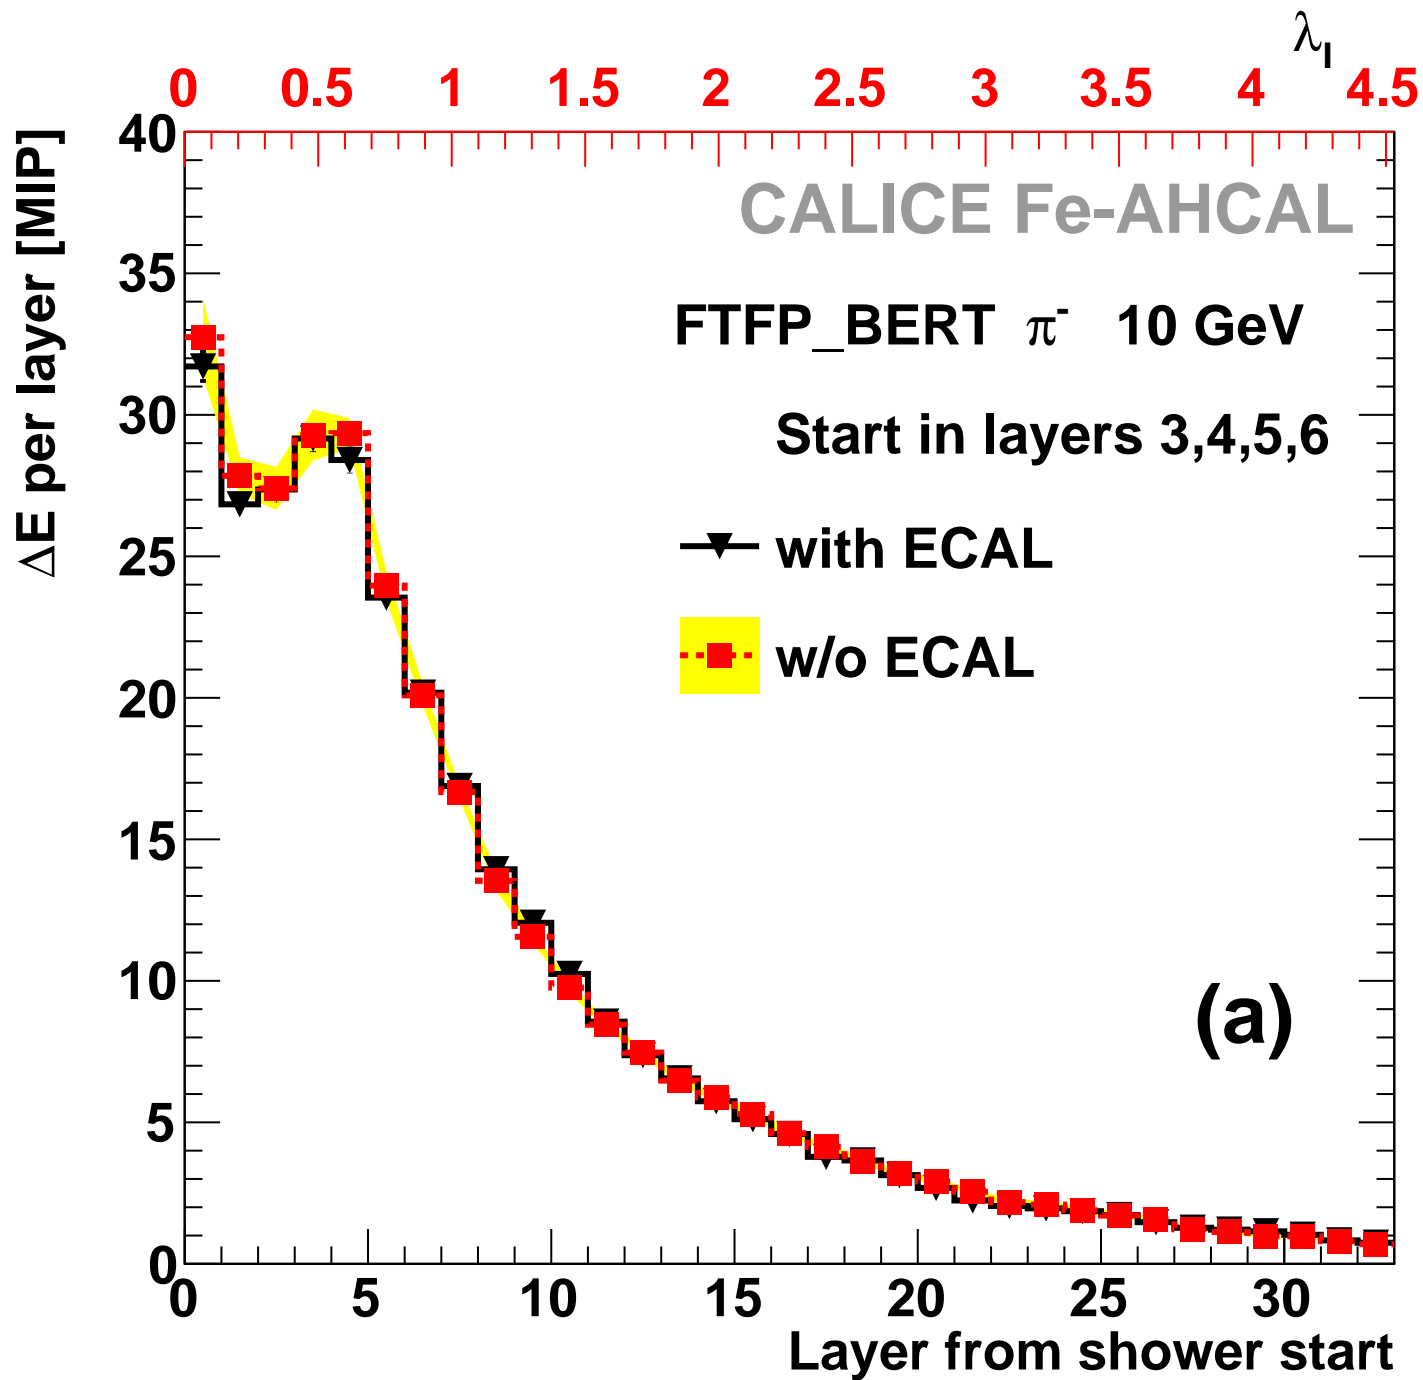 λI
0 0.5 1 1.5 2 2.5 3 3.5 4 4.5
ΔE per layer [MIP]
40
35
30
25
20
15
10
5
0
CALICE Fe-AHCAL
FTFP_BERT π- 10 GeV
Start in layers 3,4,5,6
with ECAL
w/o ECAL
(a)
0 5 10 15 20 25 30
Layer from shower start